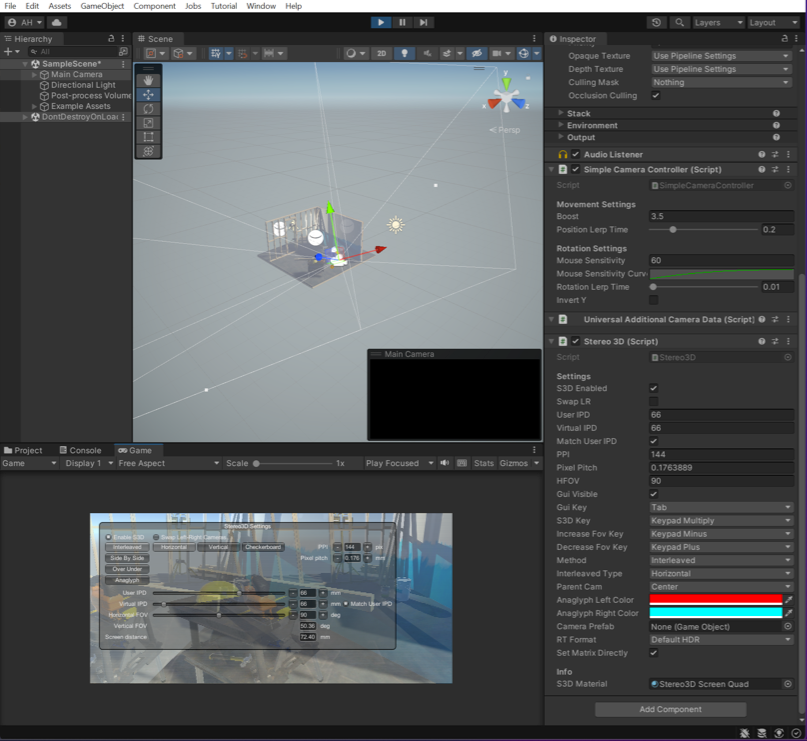 File Edit Assets GameObject Component Jobs Tutorial Window Help
AH Layers Layout
Hierarchy
All
SampleScene*
Main Camera
Directional Light
Post-process Volume
Example Assets
DontDestroyOnLoa
Scene
2D
y
x
z
Persp
Main Camera
Inspector
Opaque Texture Use Pipeline Settings
Depth Texture Use Pipeline Settings
Culling Mask Nothing
Occlusion Culling
Stack
Environment
Output
Audio Listener
Simple Camera Controller (Script)
Script SimpleCameraController
Movement Settings
Boost 3.5
Position Lerp Time 0.2
Rotation Settings
Mouse Sensitivity 60
Mouse Sensitivity Curv
Rotation Lerp Time 0.01
Invert Y
Universal Additional Camera Data (Script)
Stereo 3D (Script)
Script Stereo3D
Settings
S3D Enabled
Swap LR
User IPD 66
Virtual IPD 66
Match User IPD
PPI 144
Pixel Pitch 0.1763889
HFOV 90
Gui Visible
Gui Key Tab
S3D Key Keypad Multiply
Increase Fov Key Keypad Minus
Decrease Fov Key Keypad Plus
Method Interleaved
Interleaved Type Horizontal
Parent Cam Center
Anaglyph Left Color
Anaglyph Right Color
Camera Prefab None (Game Object)
RT Format Default HDR
Set Matrix Directly
Info
S3D Material Stereo3D Screen Quad
Add Component
Project Console Game
Game Display 1 Free Aspect Scale 1x Play Focused Stats Gizmos
Stereo3D Settings
Enable S3D Swap Left-Right Cameras
Interleaved Horizontal Vertical Checkerboard PPI - 144 + pix
Side By Side Pixel pitch - 0.176 + mm
Over Under
Anaglyph
User IPD - 66 + mm
Virtual IPD - 66 + mm Match User IPD
Horizontal FOV - 90 + deg
Vertical FOV 50.36 deg
Screen distance 72.40 mm